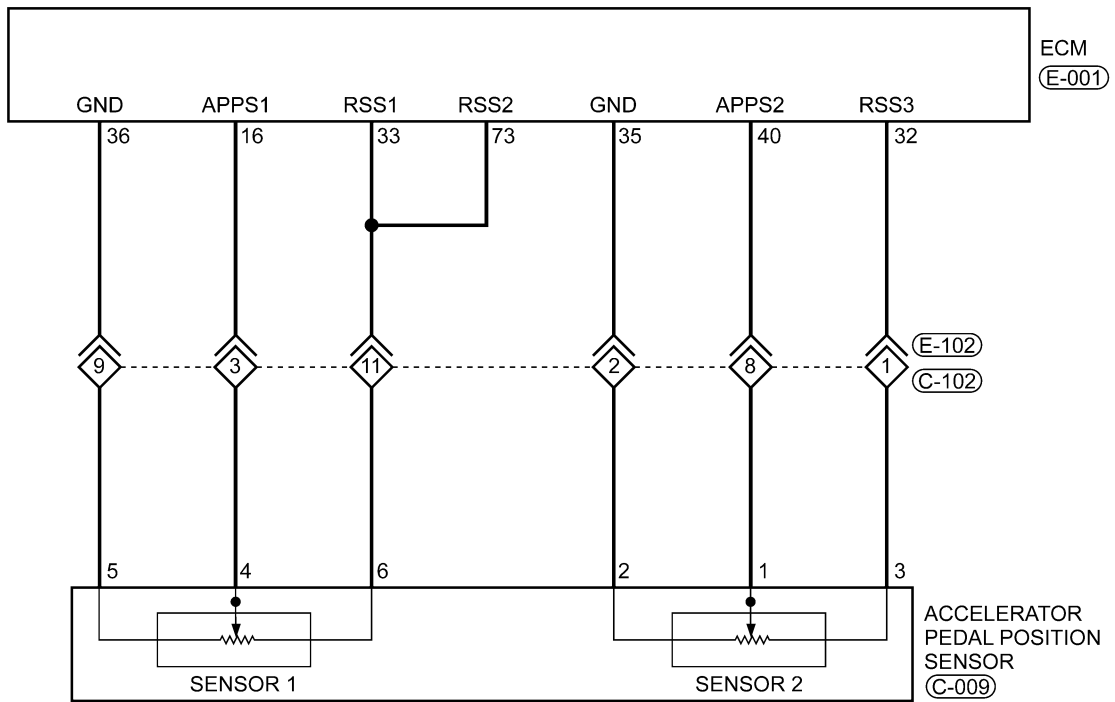 ECM
E-001
GND APPS1 RSS1 RSS2 GND APPS2 RSS3
36 16 33 73 35 40 32
E-102
9 3 11 2 8 1
C-102
5 4 6 2 1 3
ACCELERATOR
PEDAL POSITION
SENSOR
C-009
SENSOR 1 SENSOR 2